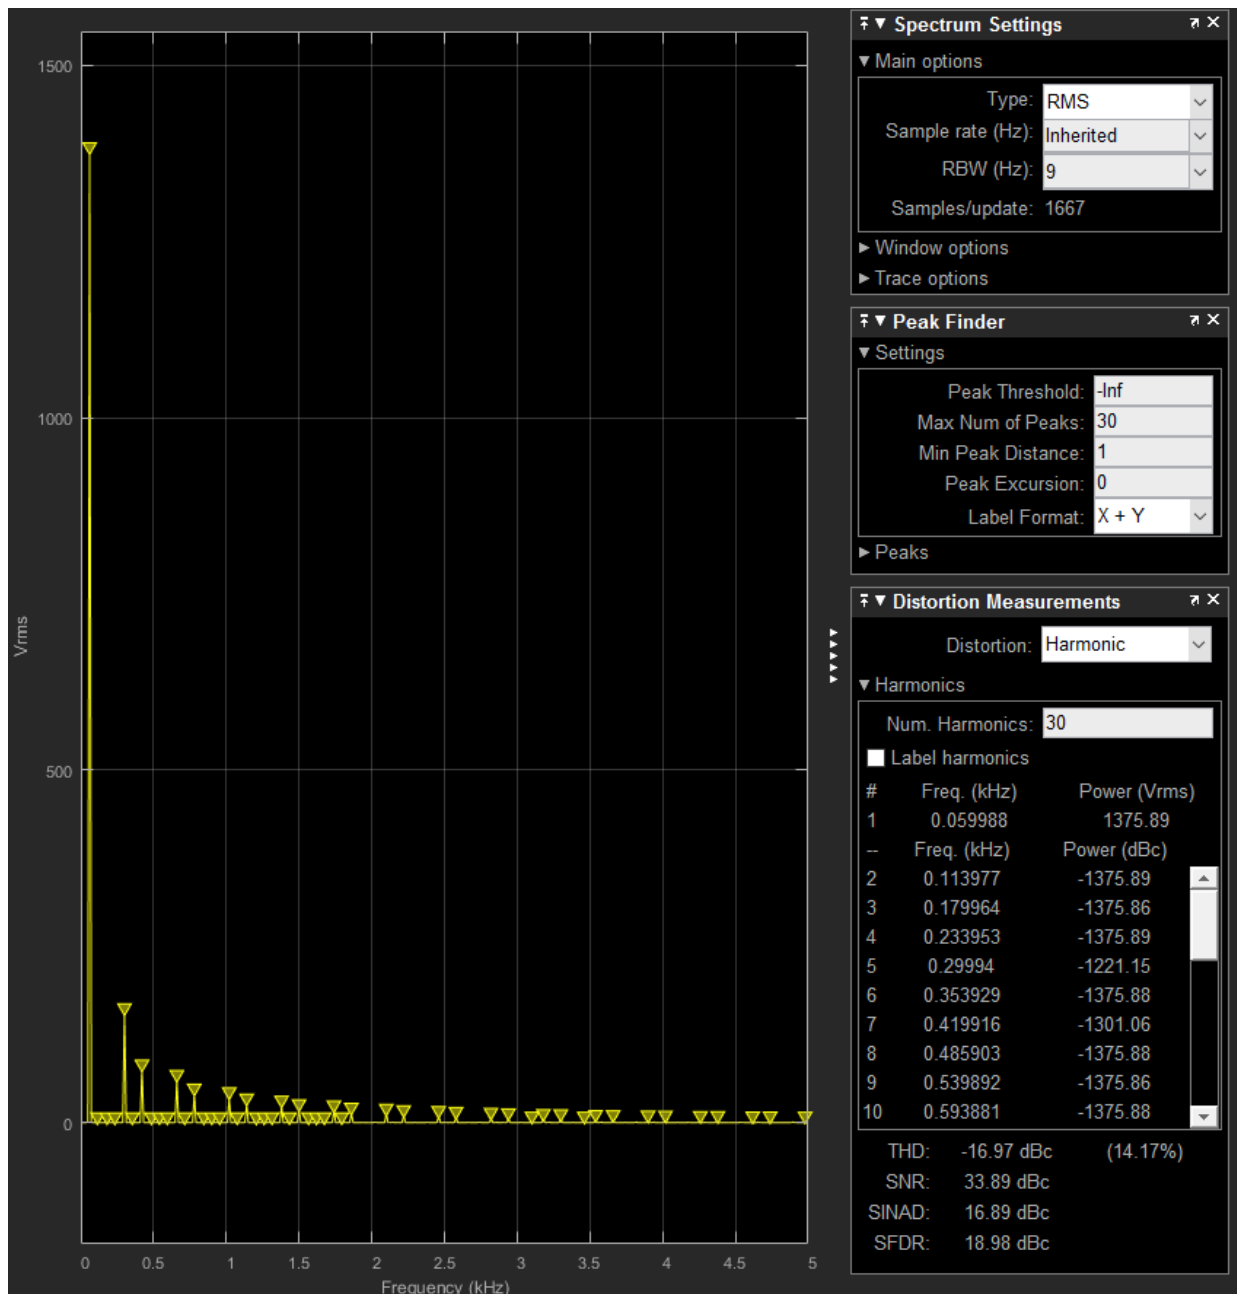 1500
1000
500
0
Vrms
0 0.5 1 1.5 2 2.5 3 3.5 4 4.5 5
Frequency (kHz)
Spectrum Settings
Main options
Type: RMS
Sample rate (Hz): Inherited
RBW (Hz): 9
Samples/update: 1667
Window options
Trace options
Peak Finder
Settings
Peak Threshold: -Inf
Max Num of Peaks: 30
Min Peak Distance: 1
Peak Excursion: 0
Label Format: X + Y
Peaks
Distortion Measurements
Distortion: Harmonic
Harmonics
Num. Harmonics: 30
Label harmonics
# Freq. (kHz) Power (Vrms)
1 0.059988 1375.89
-- Freq. (kHz) Power (dBc)
2 0.113977 -1375.89
3 0.179964 -1375.86
4 0.233953 -1375.89
5 0.29994 -1221.15
6 0.353929 -1375.88
7 0.419916 -1301.06
8 0.485903 -1375.88
9 0.539892 -1375.86
10 0.593881 -1375.88
THD: -16.97 dBc (14.17%)
SNR: 33.89 dBc
SINAD: 16.89 dBc
SFDR: 18.98 dBc